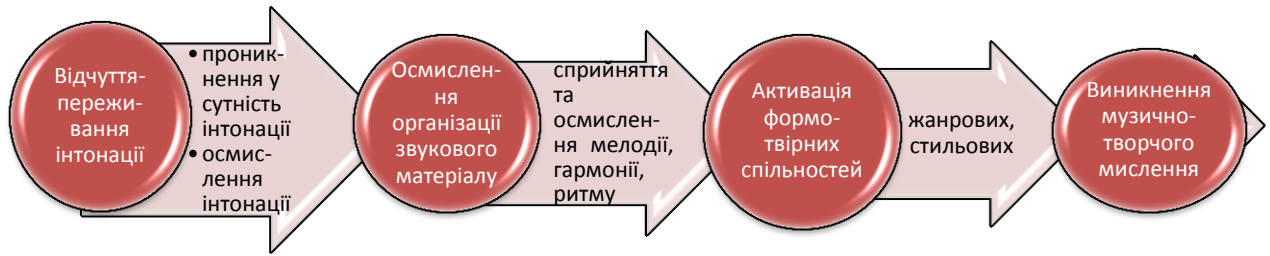 Відчуття-
пережи-
вання
інтонації
• проник-
нення у
сутність
інтонації
• осмис-
лення
інтонації
Осмислен-
ня
організації
звукового
матеріалу
сприйняття
та
осмислен-
ня мелодії,
гармонії,
ритму
Активація
формо-
твірних
спільностей
жанрових,
стильових
Виникнення
музично-
творчого
мислення